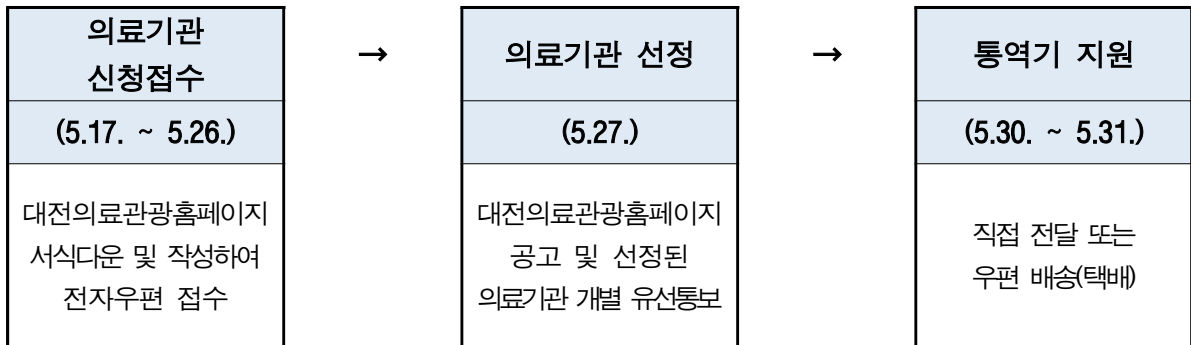 의료기관
신청접수
(5.17. ~ 5.26.)
대전의료관광홈페이지
서식다운 및 작성하여
전자우편 접수
→
의료기관 선정
(5.27.)
대전의료관광홈페이지
공고 및 선정된
의료기관 개별 유선통보
→
통역기 지원
(5.30. ~ 5.31.)
직접 전달 또는
우편 배송(택배)